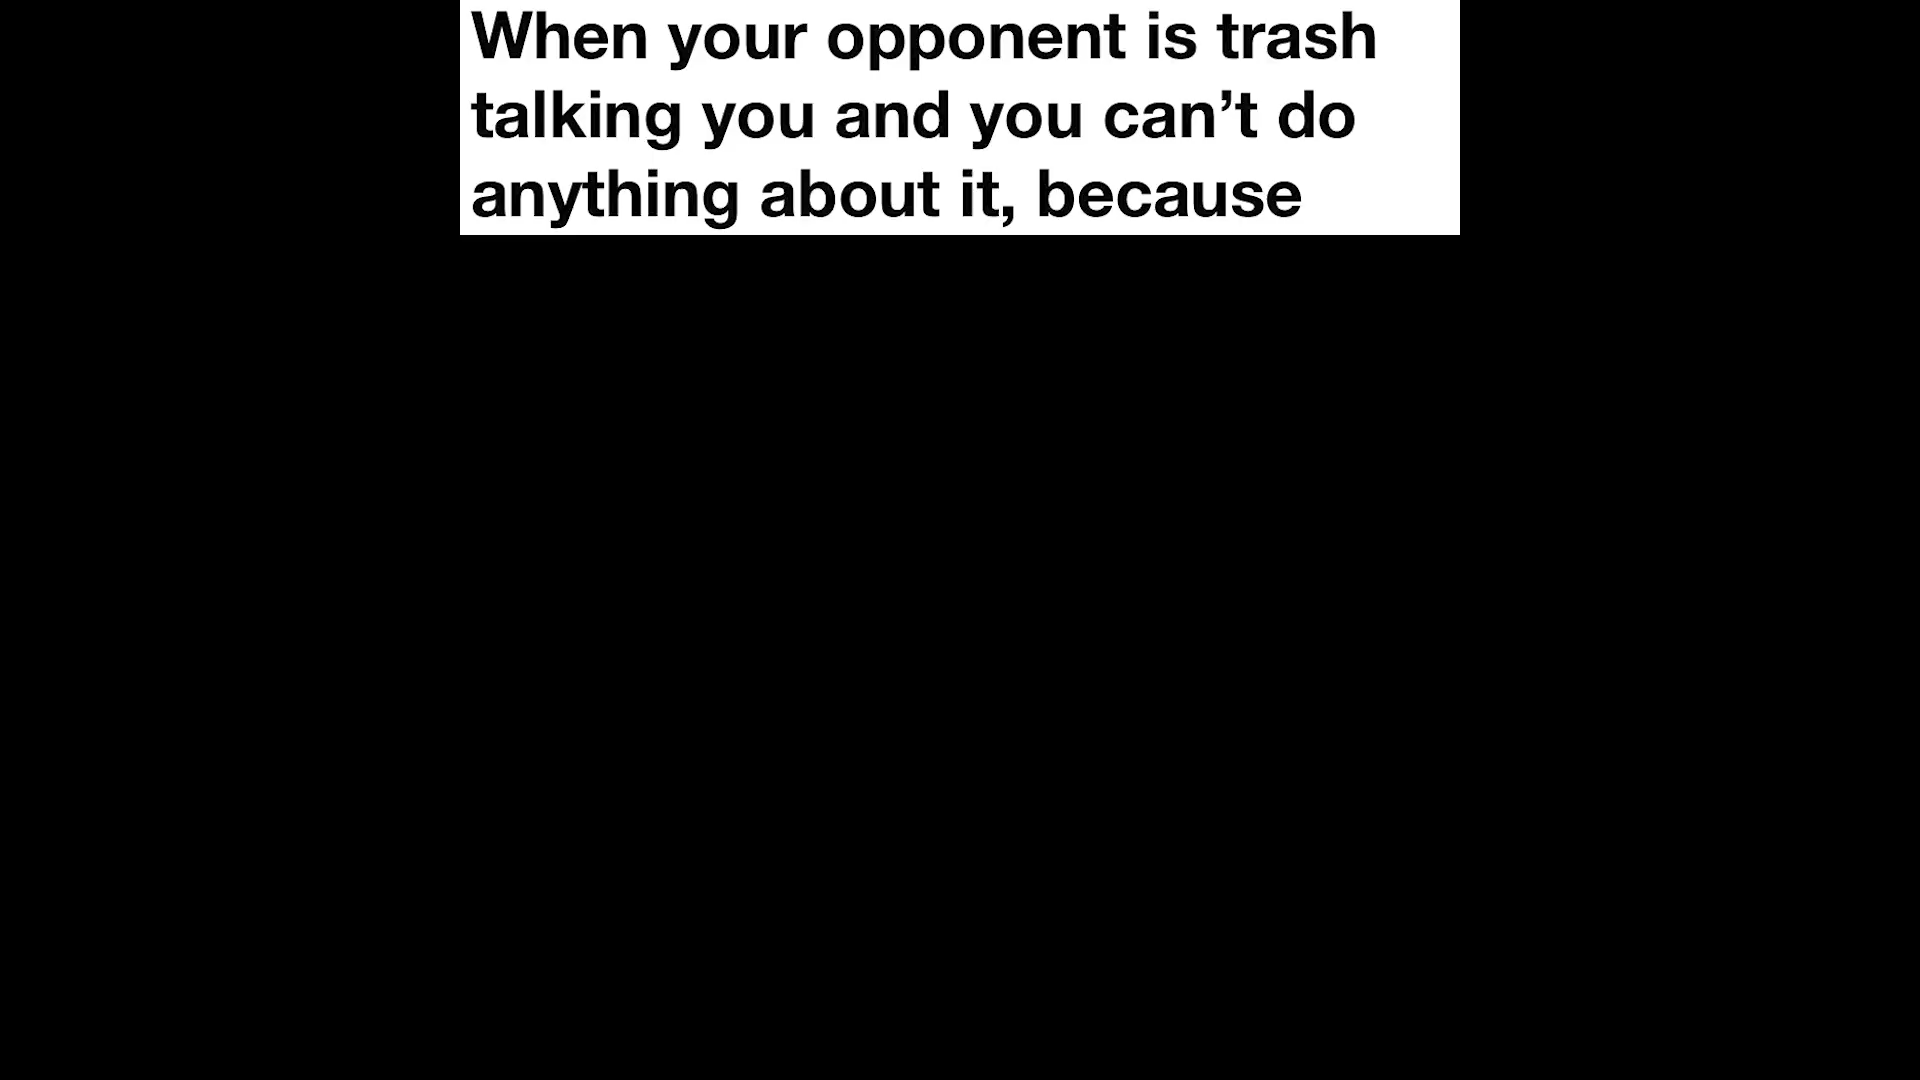 When your opponent is trash
talking you and you can’t do
anything about it, because